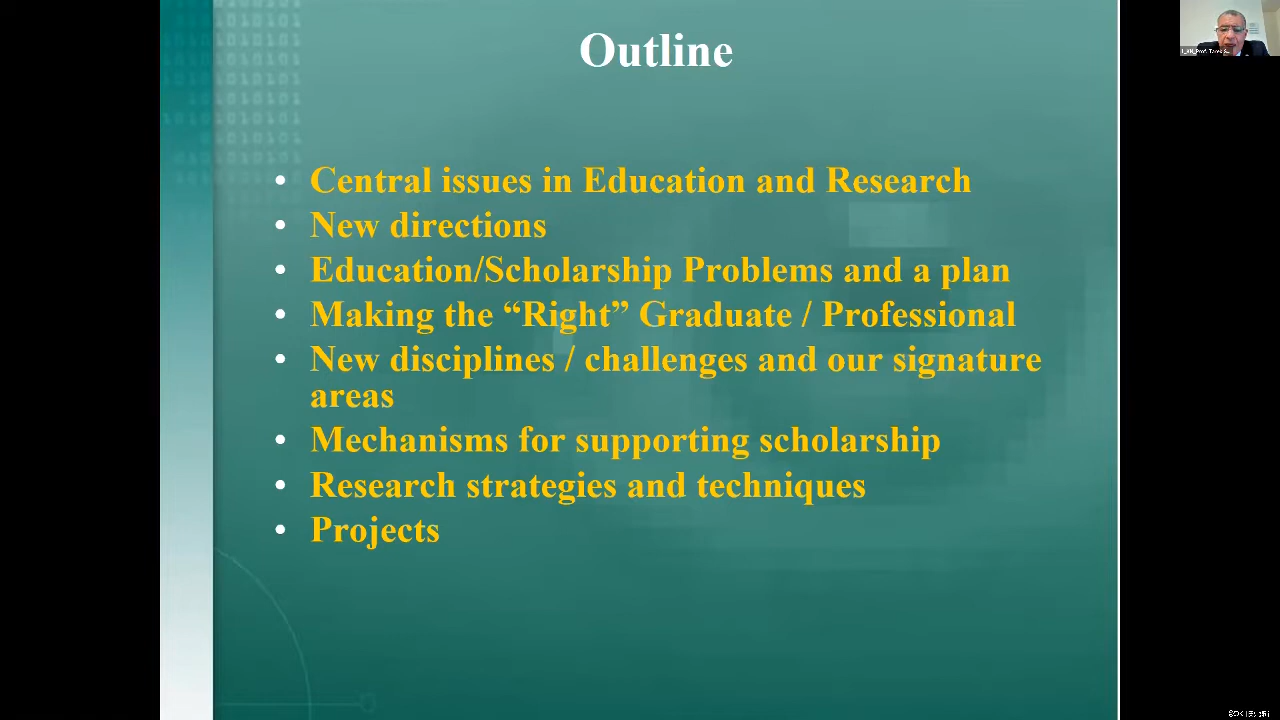 Outline
• Central issues in Education and Research
• New directions
• Education/Scholarship Problems and a plan
• Making the “Right” Graduate / Professional
• New disciplines / challenges and our signature
areas
• Mechanisms for supporting scholarship
• Research strategies and techniques
• Projects